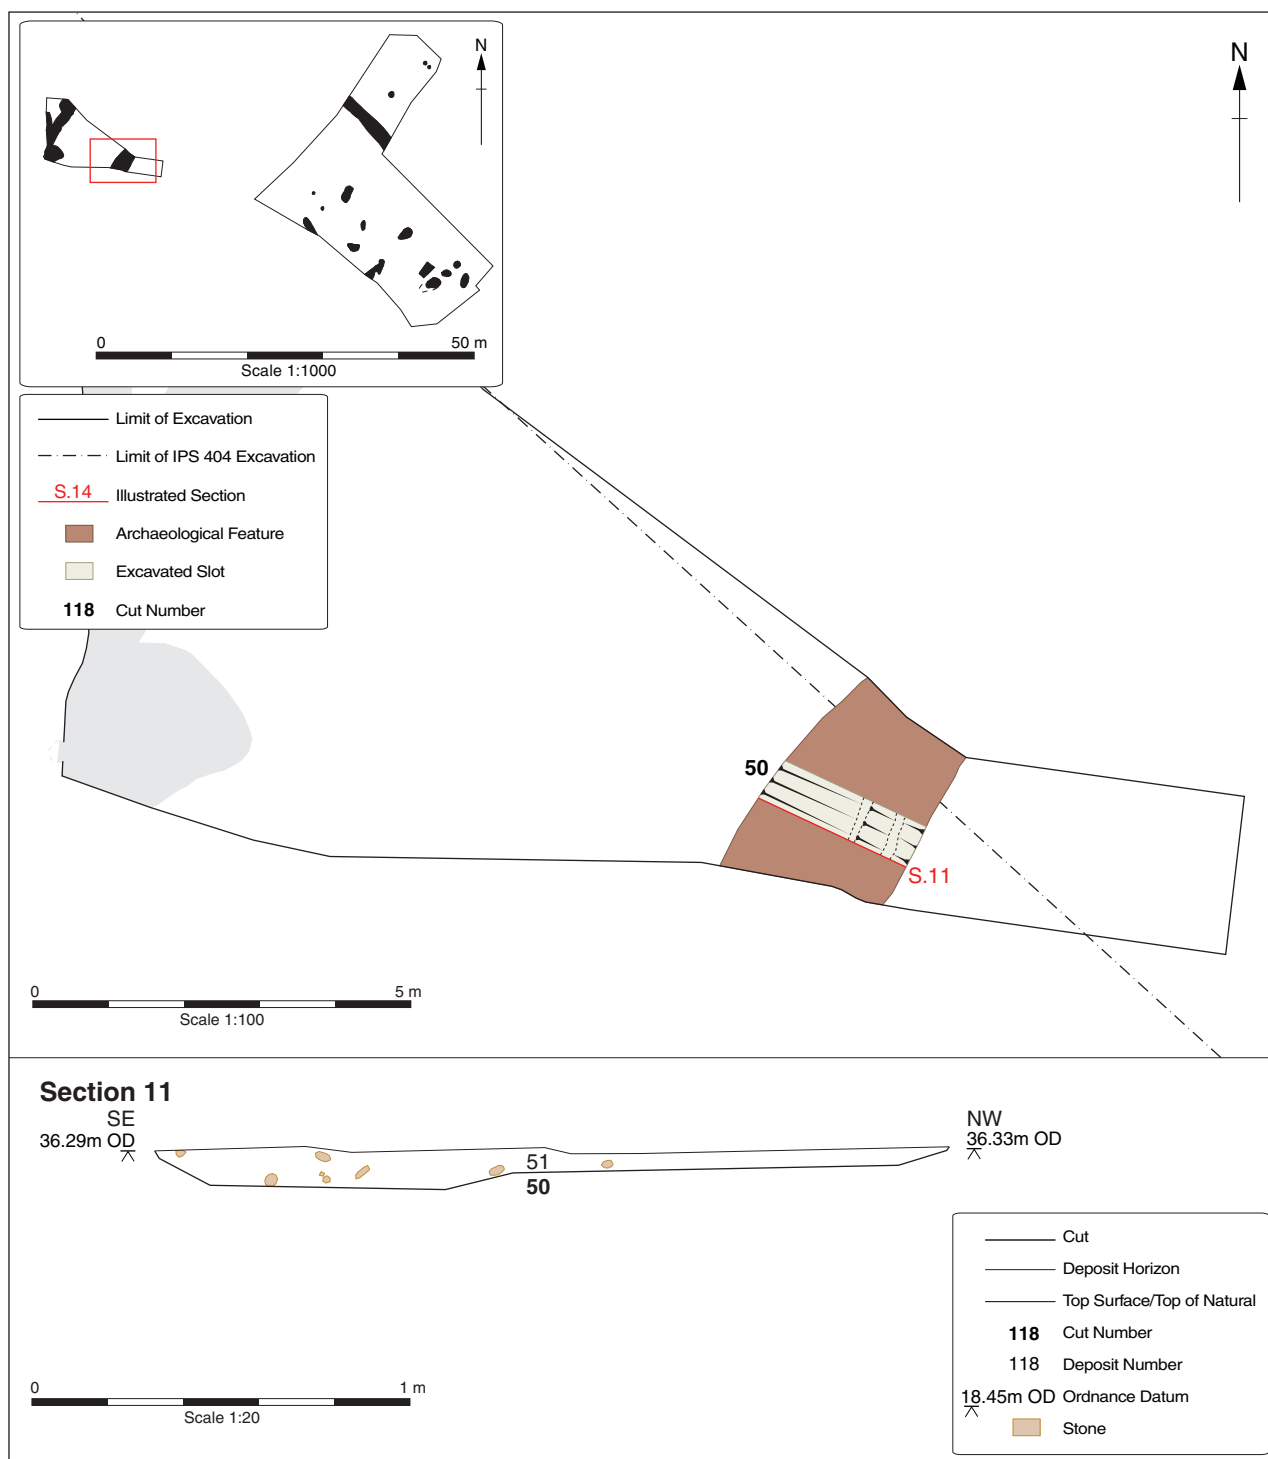 N
0 50 m
Scale 1:1000
N
Limit of Excavation
Limit of IPS 404 Excavation
S.14 Illustrated Section
Archaeological Feature
Excavated Slot
118 Cut Number
50
S.11
0 5 m
Scale 1:100
Section 11
SE
36.29m OD
NW
36.33m OD
51
50
0 1 m
Scale 1:20
Cut
Deposit Horizon
Top Surface/Top of Natural
118 Cut Number
118 Deposit Number
18.45m OD Ordnance Datum
Stone